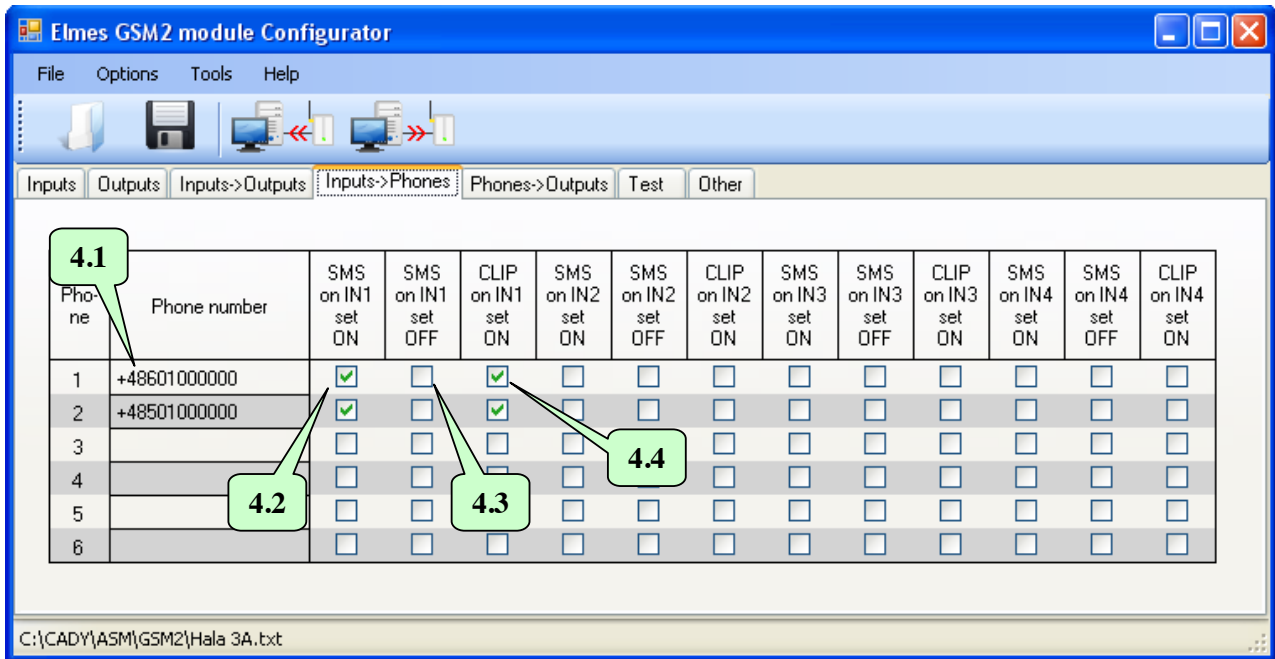 Elmes GSM2 module Configurator
File Options Tools Help
Inputs Outputs Inputs->Outputs Inputs->Phones Phones->Outputs Test Other
4.1
Pho-
ne
Phone number
SMS
on IN1
set
ON
SMS
on IN1
set
OFF
CLIP
on IN1
set
ON
SMS
on IN2
set
ON
SMS
on IN2
set
OFF
CLIP
on IN2
set
ON
SMS
on IN3
set
ON
SMS
on IN3
set
OFF
CLIP
on IN3
set
ON
SMS
on IN4
set
ON
SMS
on IN4
set
OFF
CLIP
on IN4
set
ON
1 +48601000000
2 +48501000000
3
4.4
4
4.2 4.3
5
6
C:\CADY\ASM\GSM2\Hala 3A.txt